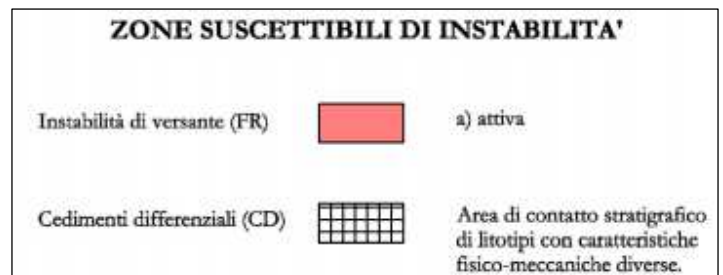 ZONE SUSCETTIBILI DI INSTABILITA'
Instabilità di versante (FR)
a) attiva
Cedimenti differenziali (CD)
Area di contatto stratigrafico
di litotipi con caratteristiche
fisico-meccaniche diverse.